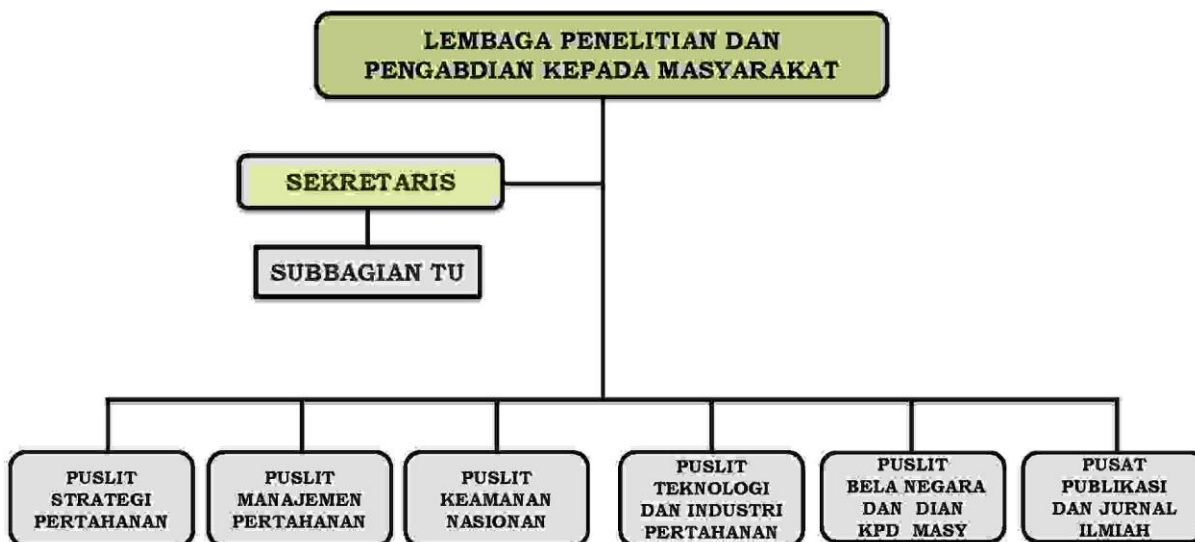 LEMBAGA PENELITIAN DAN
PENGABDIAN KEPADA MASYARAKAT
SEKRETARIS
SUBBAGIAN TU
PUSLIT
STRATEGI
PERTAHANAN
PUSLIT
MANAJEMEN
PERTAHANAN
PUSLIT
KEAMANAN
NASIONAN
PUSLIT
TEKNOLOGI
DAN INDUSTRI
PERTAHANAN
PUSLIT
BELA NEGARA
DAN DIAN
KPD MASY
PUSAT
PUBLIKASI
DAN JURNAL
ILMIAH